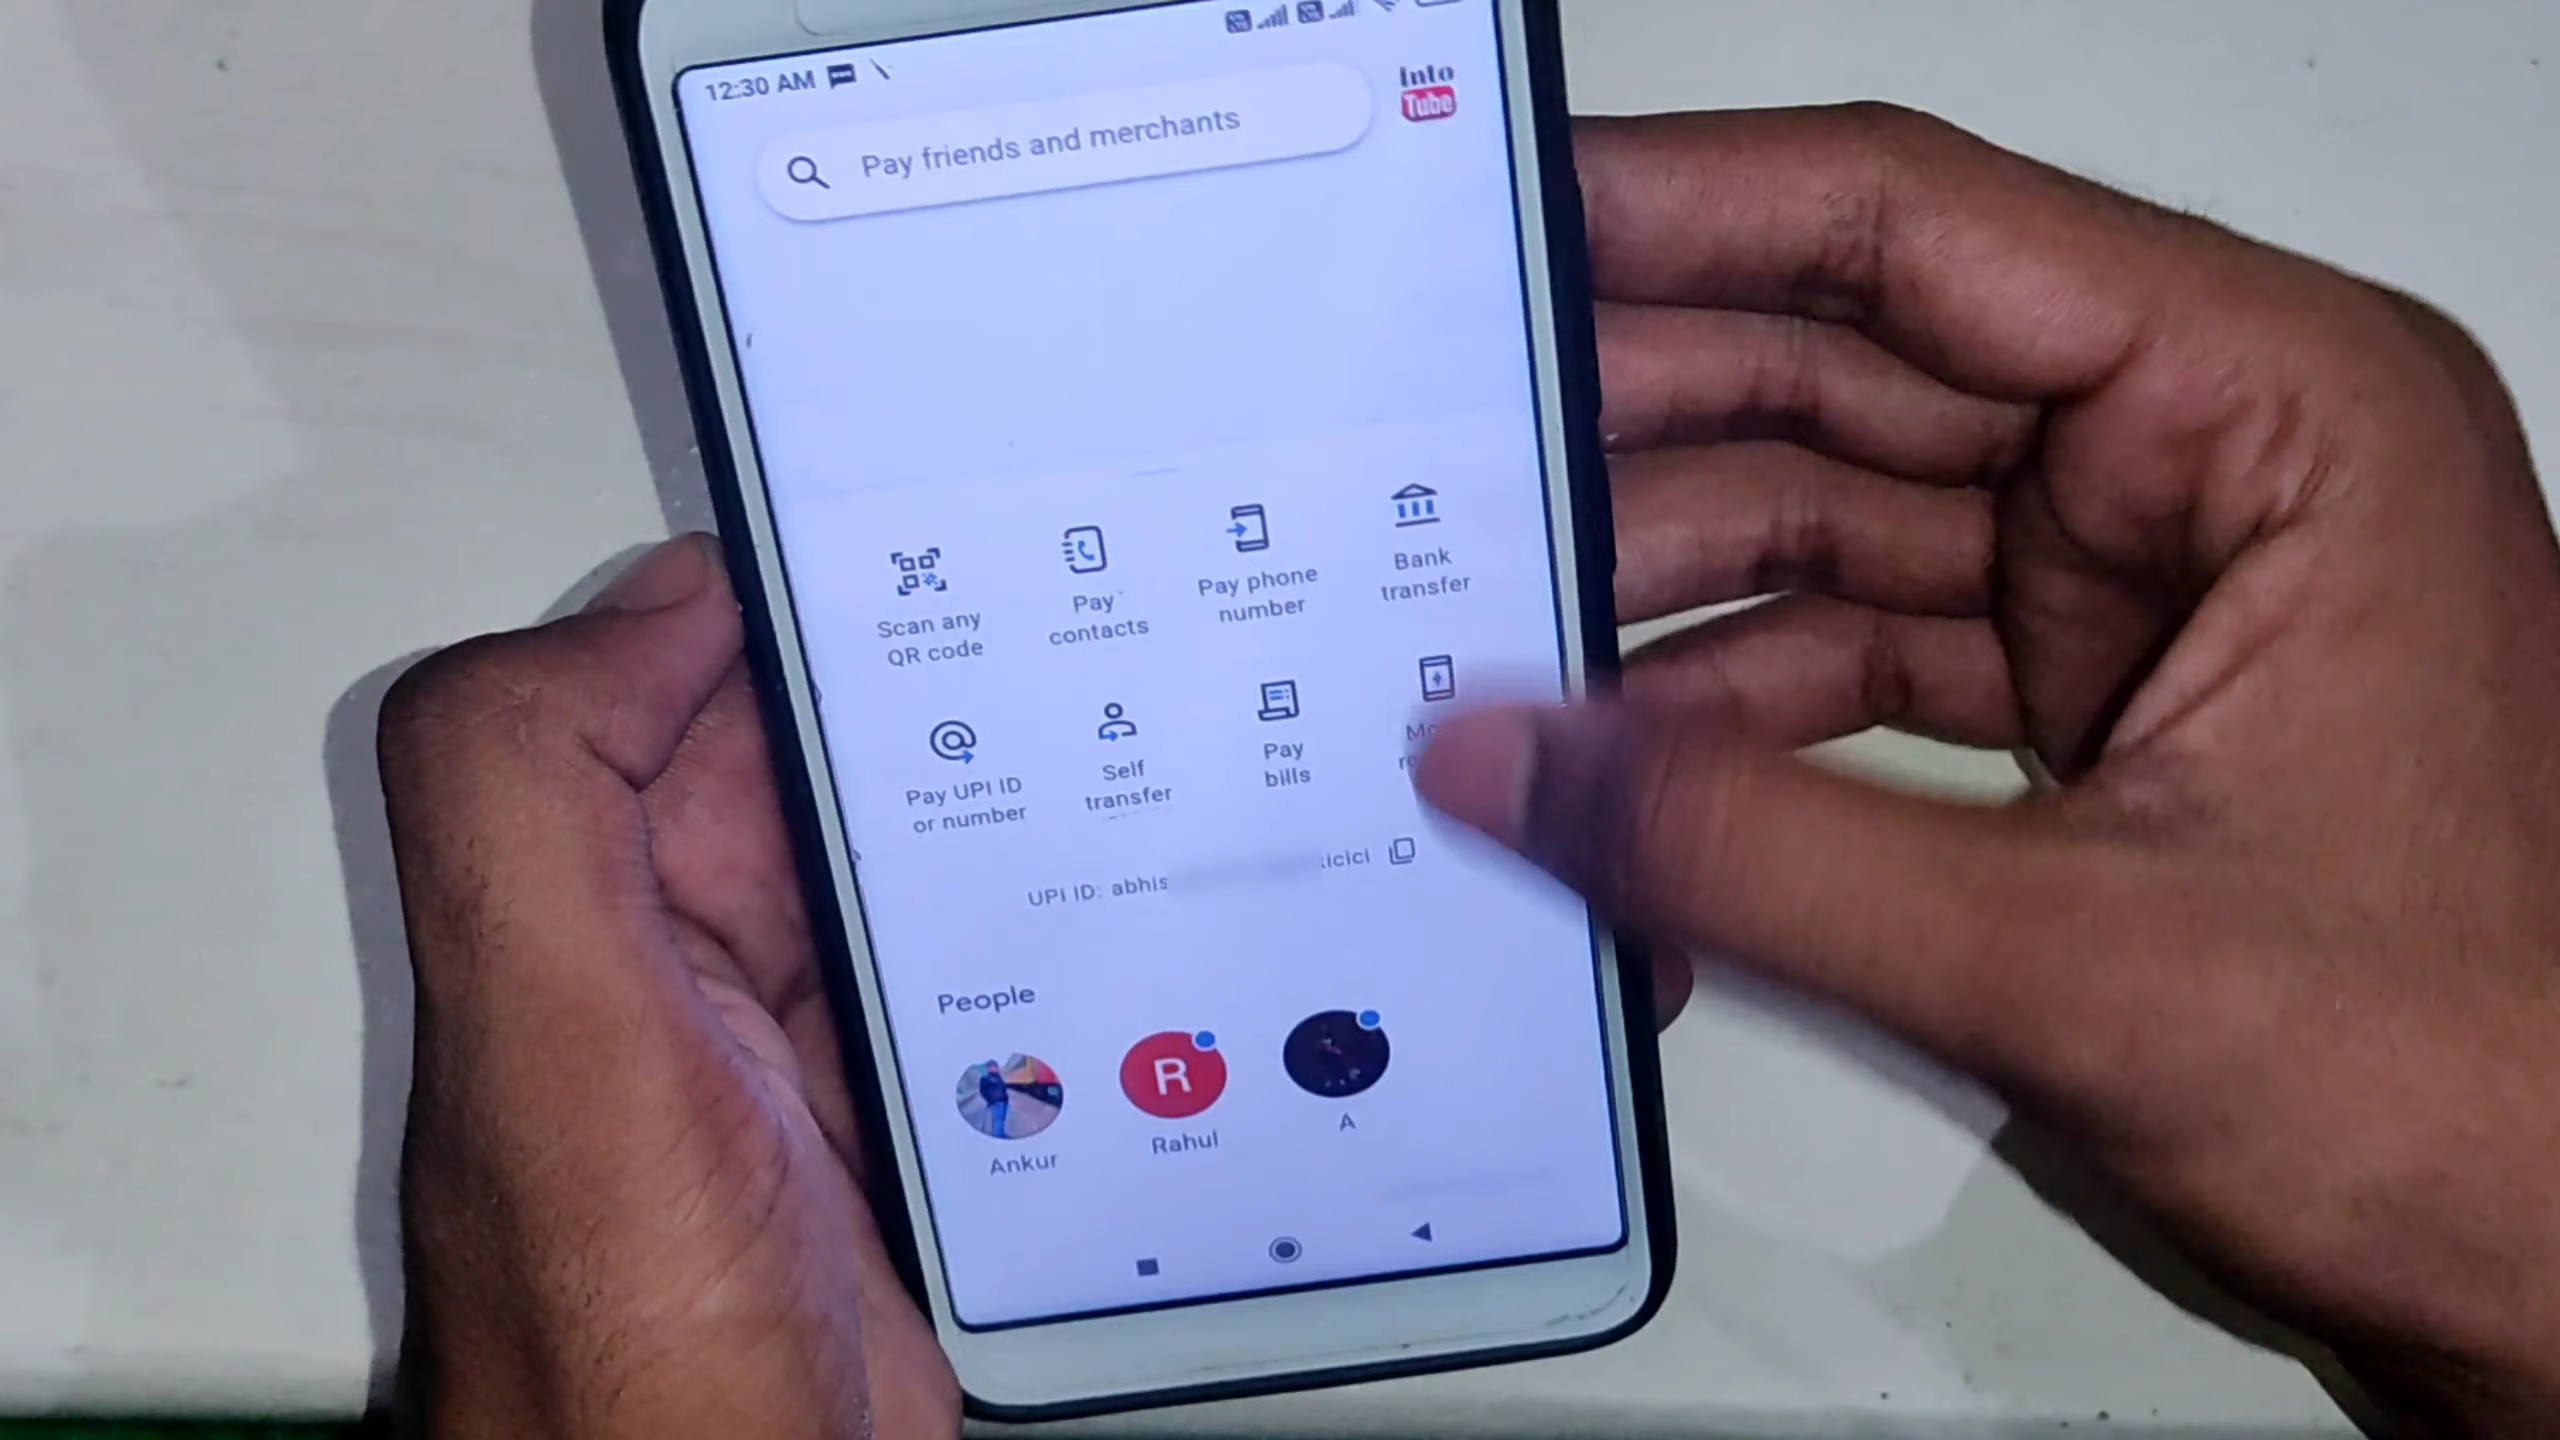 12:30 AM
Into
Tube
Pay friends and merchants
Scan any
QR code
Pay
contacts
Pay phone
number
Bank
transfer
Pay UPI ID
or number
Self
transfer
Pay
bills
UPI ID: abhis
icici
People
Ankur
R
Rahul
A